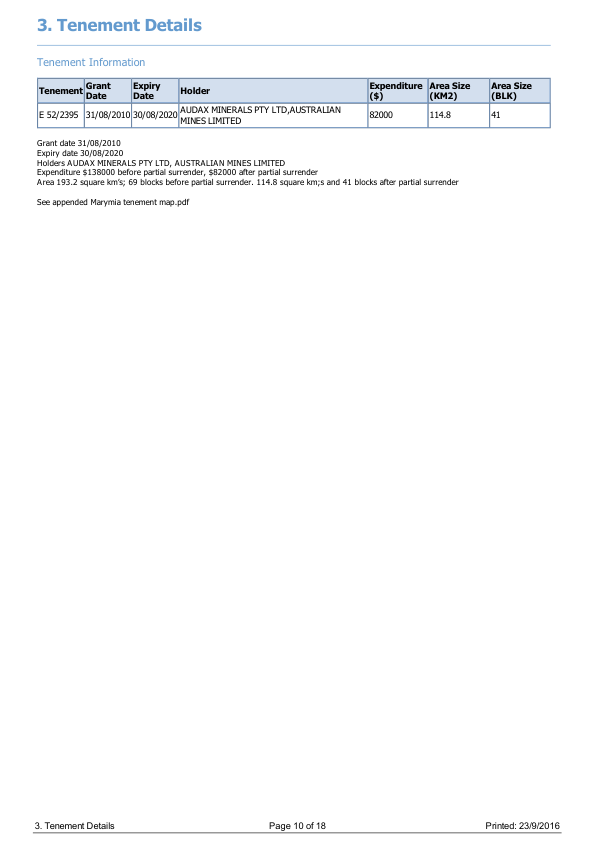 3. Tenement Details
Tenement Information
Tenement Grant Date Expiry Date Holder Expenditure ($) Area Size (KM2) Area Size (BLK)
E 52/2395 31/08/2010 30/08/2020 AUDAX MINERALS PTY LTD,AUSTRALIAN MINES LIMITED 82000 114.8 41
Grant date 31/08/2010
Expiry date 30/08/2020
Holders AUDAX MINERALS PTY LTD, AUSTRALIAN MINES LIMITED
Expenditure $138000 before partial surrender, $82000 after partial surrender
Area 193.2 square km's; 69 blocks before partial surrender. 114.8 square km;s and 41 blocks after partial surrender
See appended Marymia tenement map.pdf
3. Tenement Details Page 10 of 18 Printed: 23/9/2016